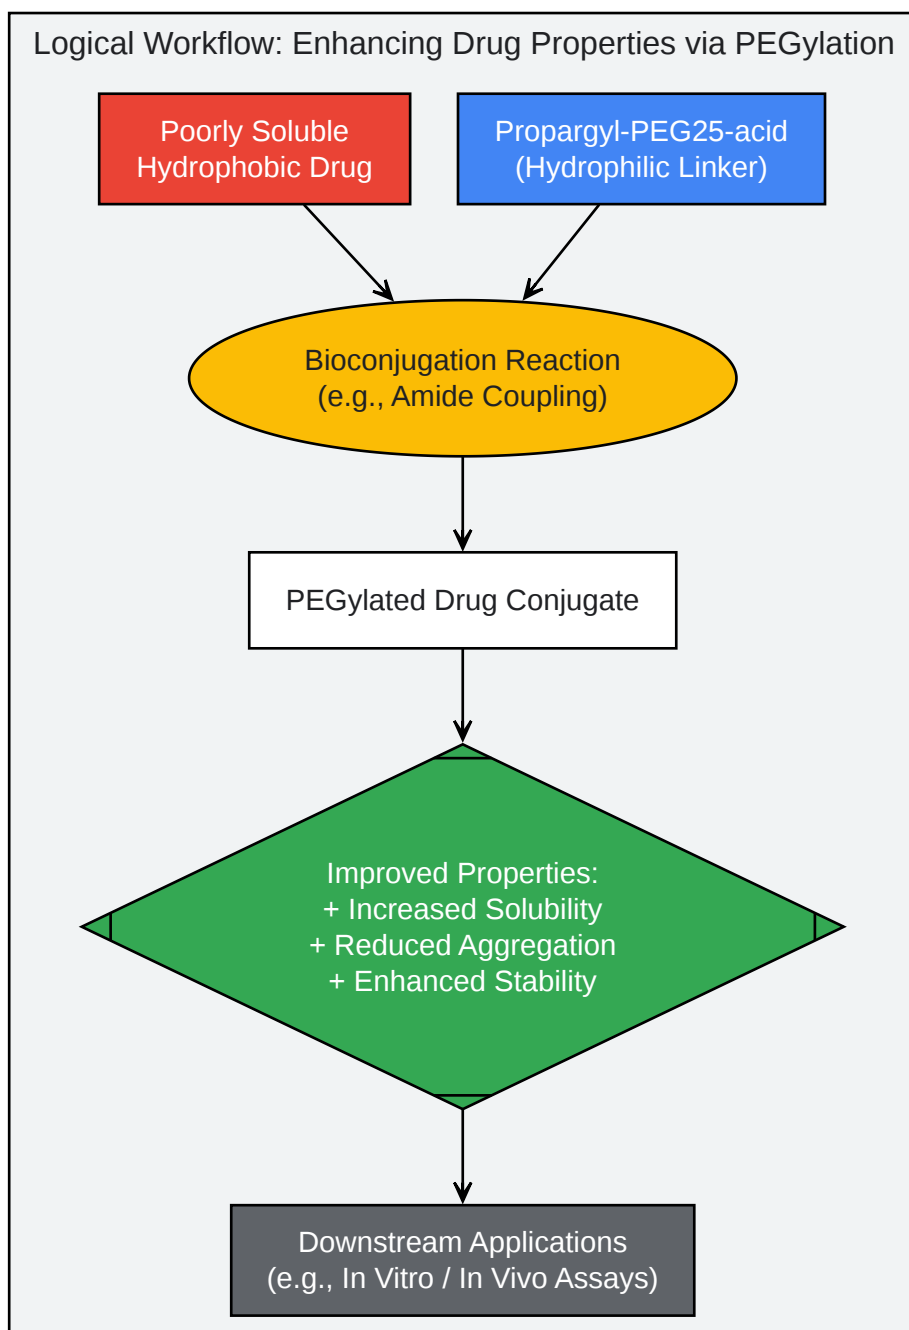 Logical Workflow: Enhancing Drug Properties via PEGylation
Poorly Soluble
Hydrophobic Drug
Propargyl-PEG25-acid
(Hydrophilic Linker)
Bioconjugation Reaction
(e.g., Amide Coupling)
PEGylated Drug Conjugate
Improved Properties:
+ Increased Solubility
+ Reduced Aggregation
+ Enhanced Stability
Downstream Applications
(e.g., In Vitro / In Vivo Assays)